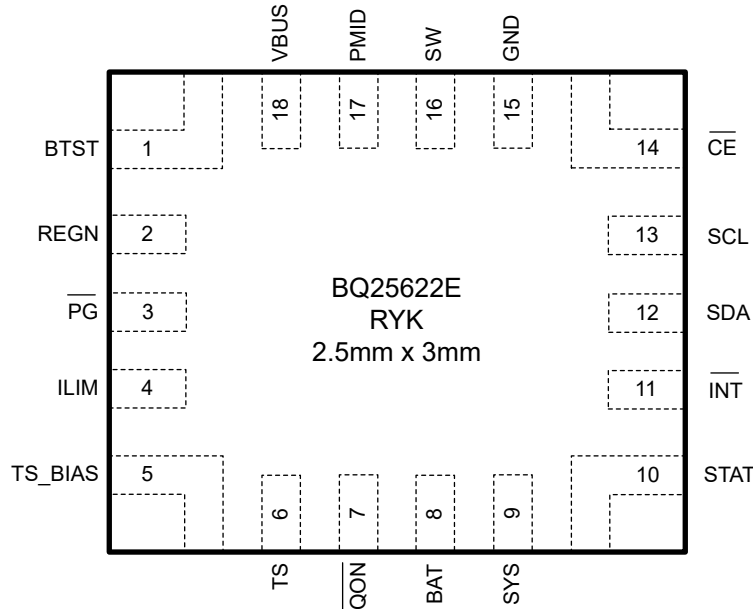 VBUS
PMID
SW
GND
18
17
16
15
BTST 1
14 CE
REGN 2
13 SCL
PG 3
12 SDA
ILIM 4
11 INT
TS_BIAS 5
10 STAT
BQ25622E
RYK
2.5mm x 3mm
6
7
8
9
TS
QON
BAT
SYS